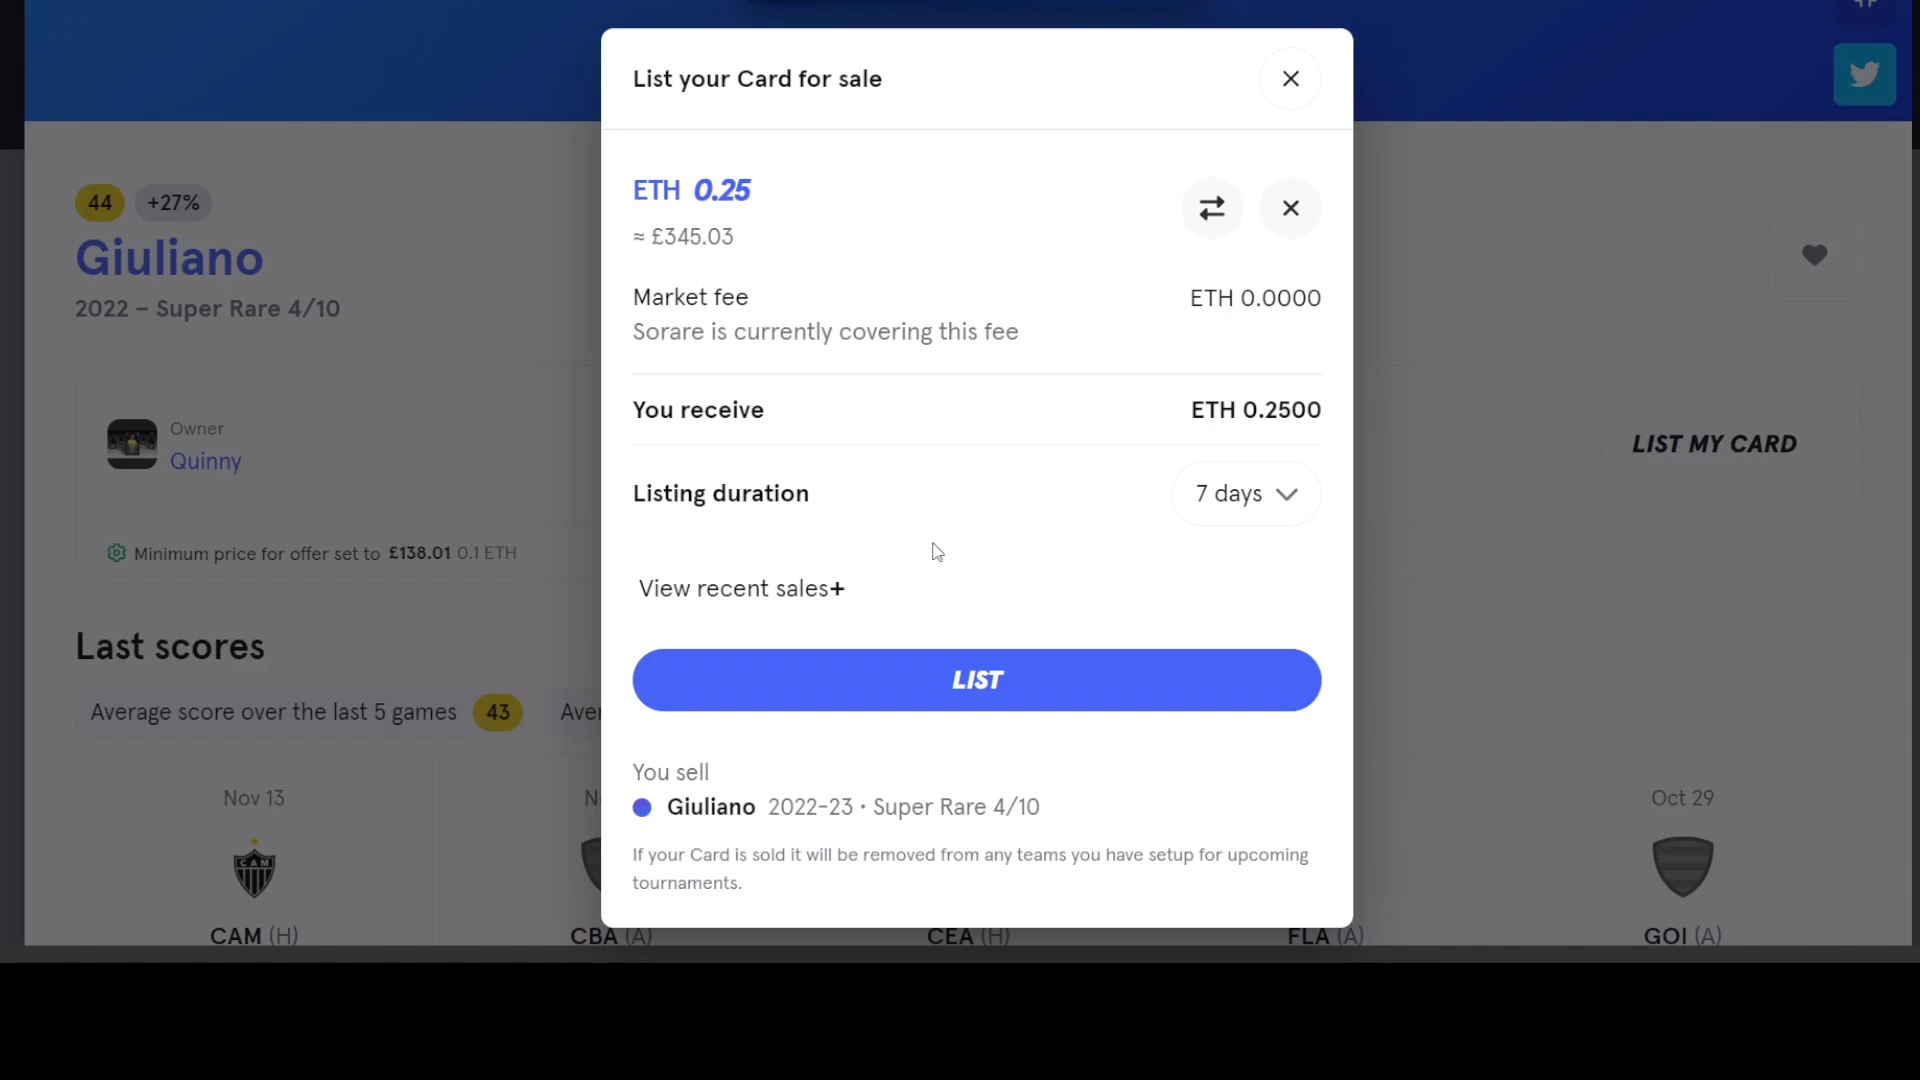 List your Card for sale
ETH 0.25
≈ £345.03
Market fee ETH 0.0000
Sorare is currently covering this fee
You receive ETH 0.2500
Listing duration 7 days
View recent sales+
LIST
You sell
Giuliano 2022-23 • Super Rare 4/10
If your Card is sold it will be removed from any teams you have setup for upcoming
tournaments.
44 +27%
Giuliano
2022 – Super Rare 4/10
Owner
Quinny
LIST MY CARD
Minimum price for offer set to £138.01 0.1 ETH
Last scores
Average score over the last 5 games 43
Nov 13 Oct 29
CAM
CAM (H) CBA (A) CEA (H) FLA (A) GOI (A)